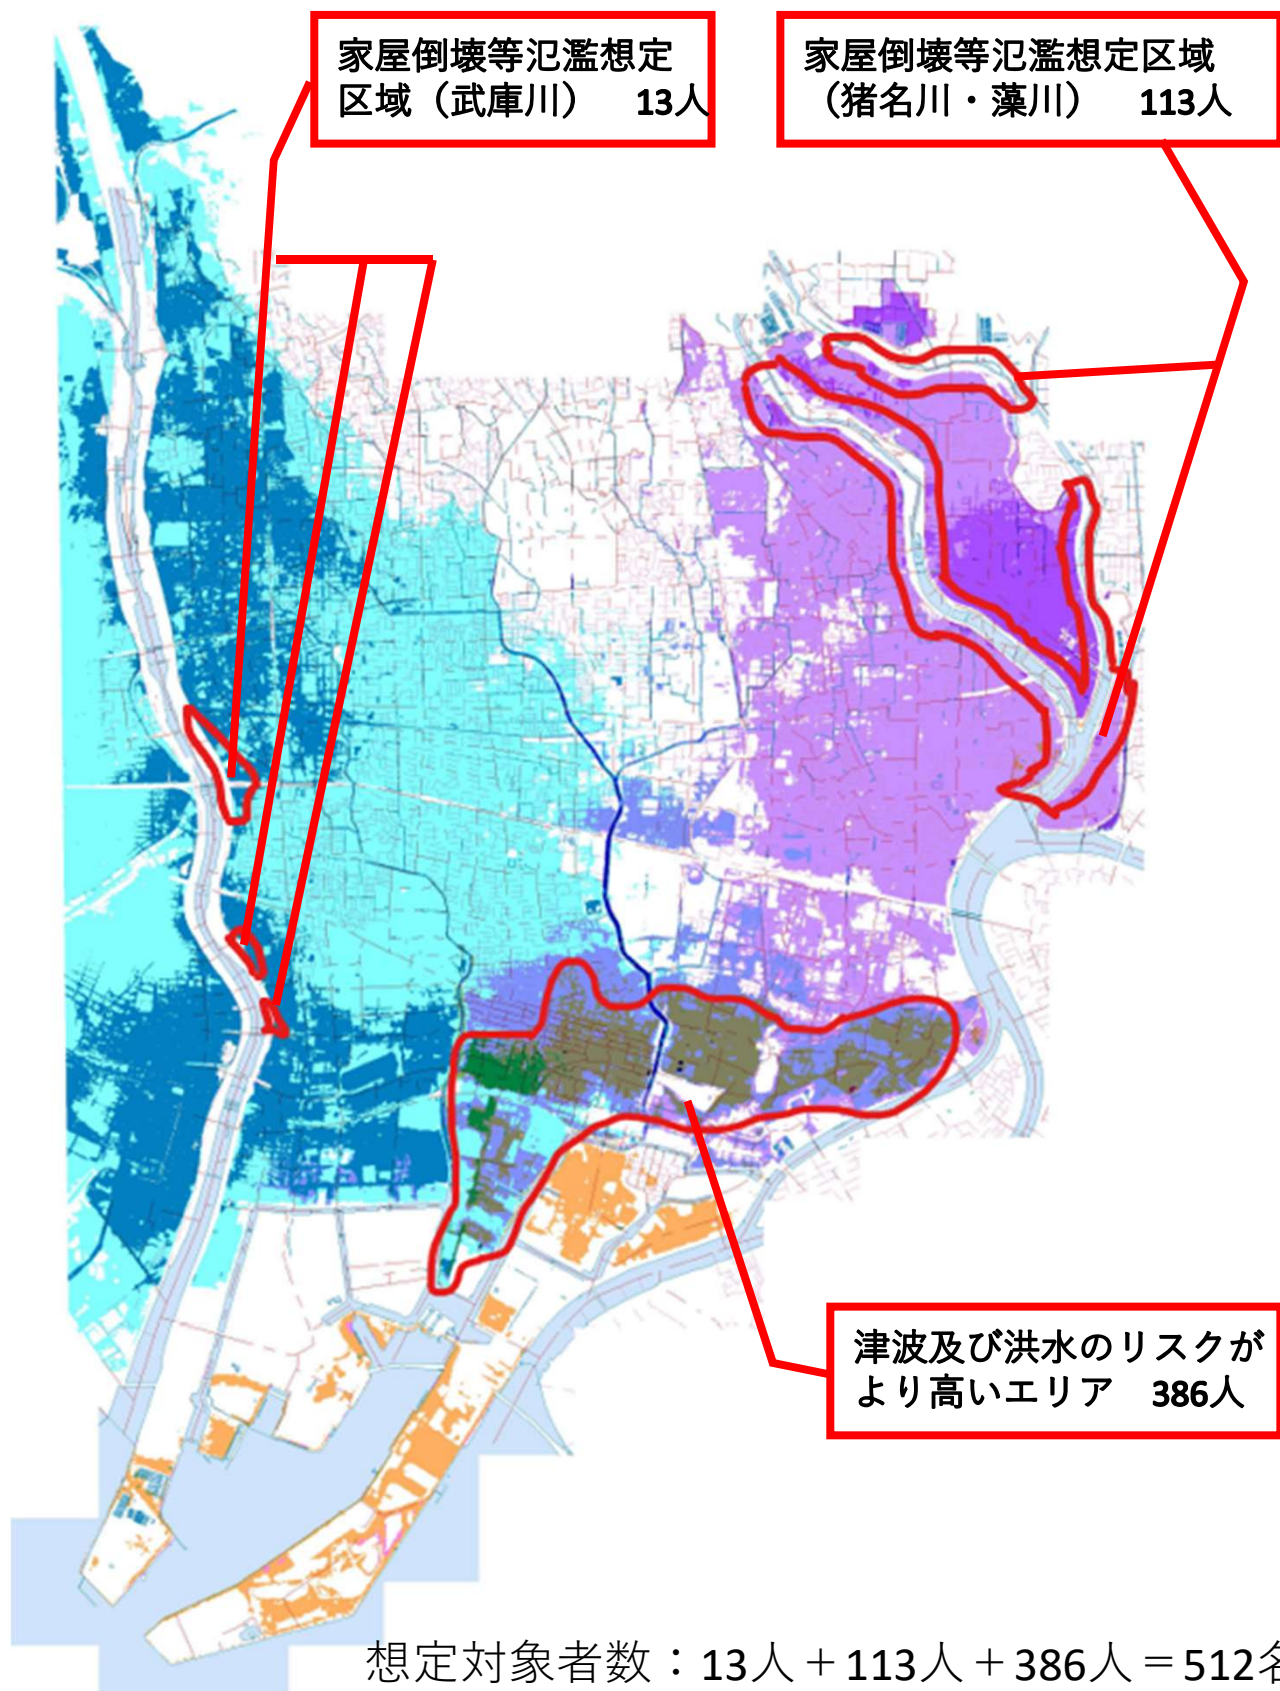 家屋倒壊等氾濫想定
区域（武庫川）　13人
家屋倒壊等氾濫想定区域
（猪名川・藻川）　113人
津波及び洪水のリスクが
より高いエリア　386人
想定対象者数：13人＋113人＋386人＝512名